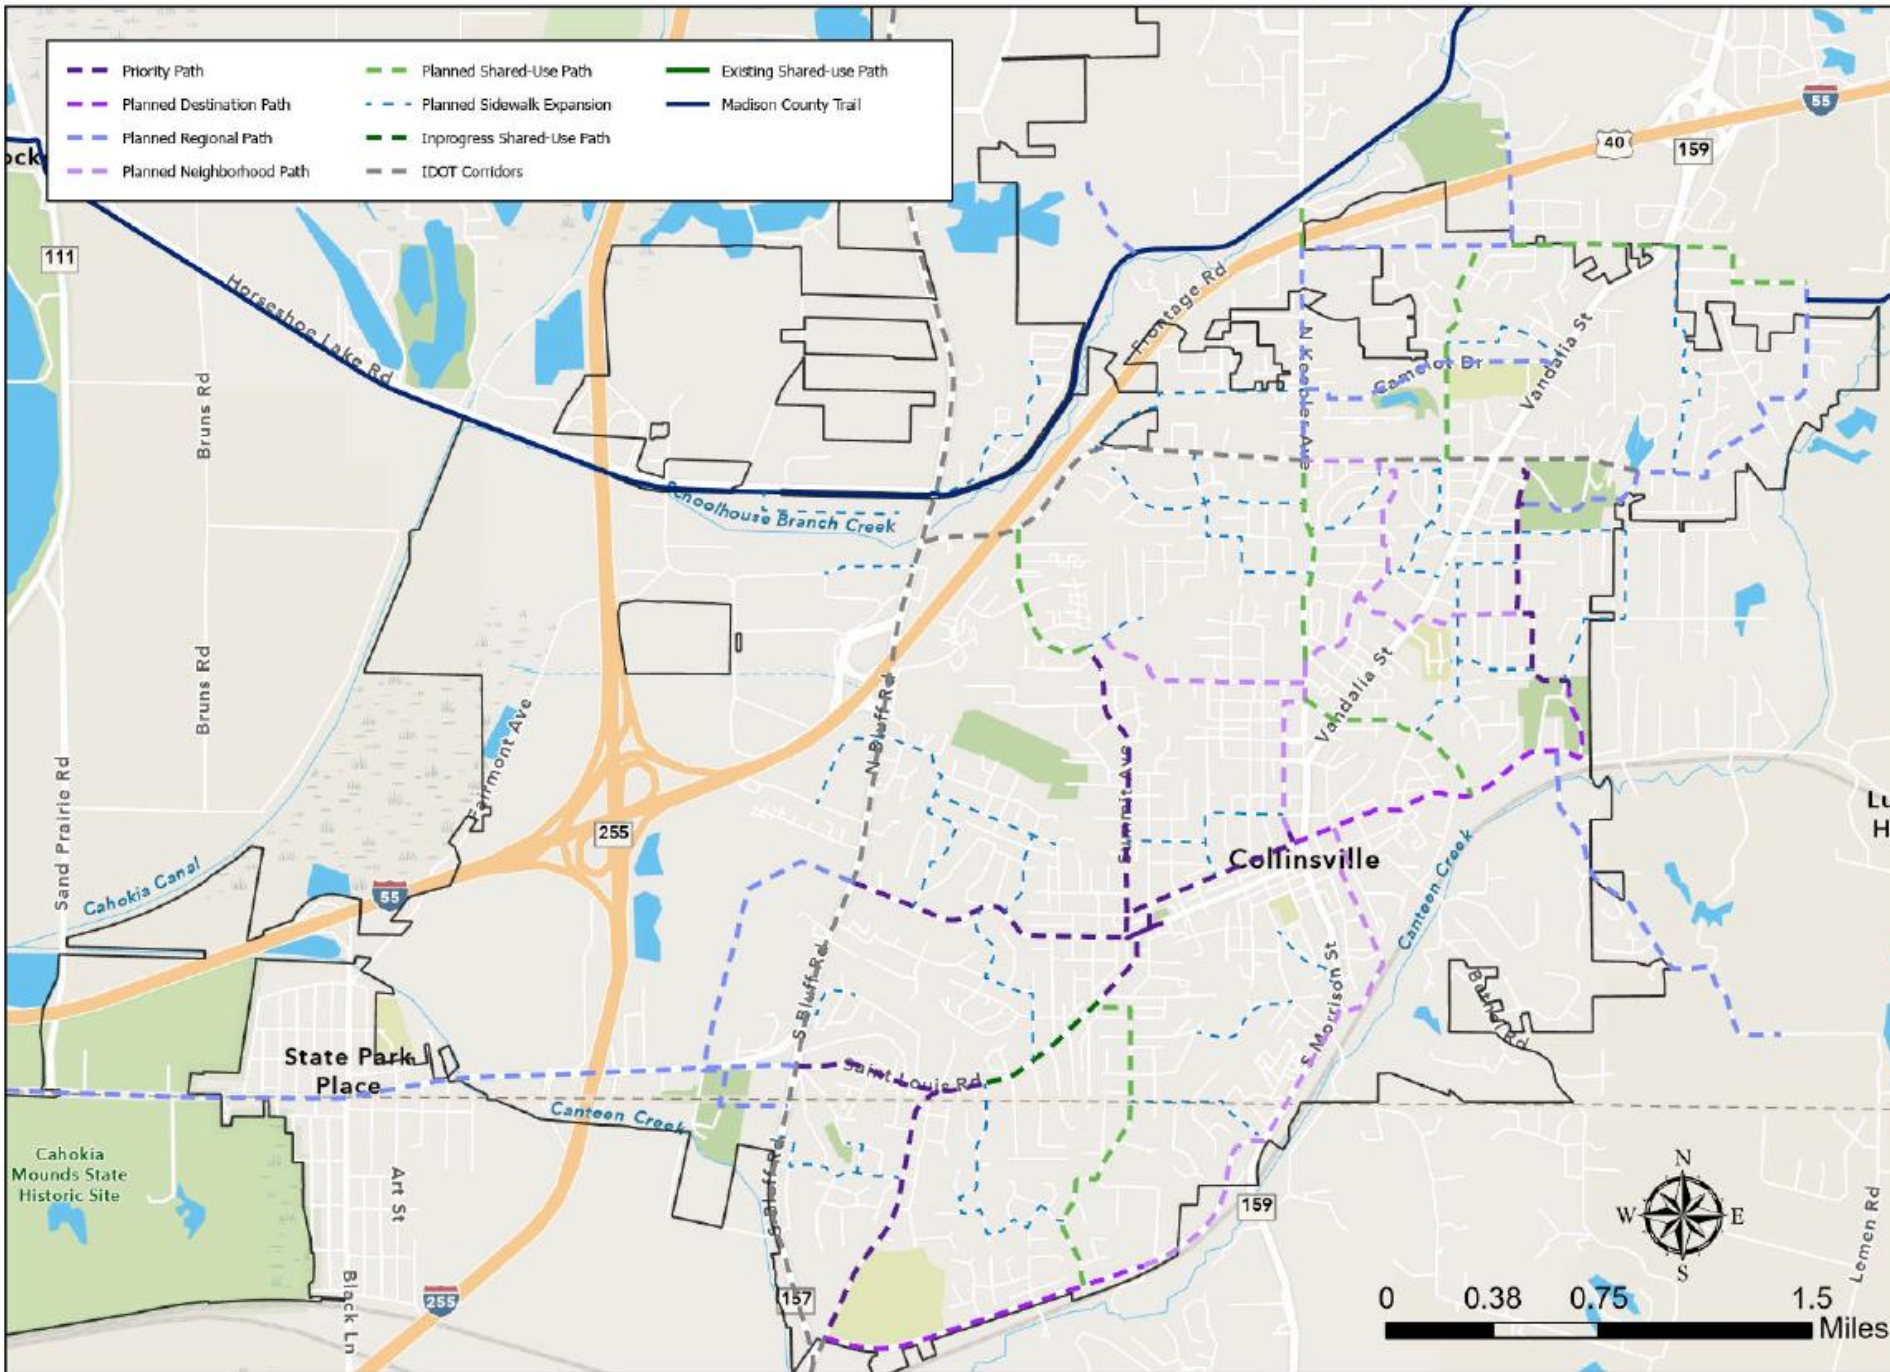 Priority Path
Planned Destination Path
Planned Regional Path
Planned Neighborhood Path
Planned Shared-Use Path
Planned Sidewalk Expansion
Inprogress Shared-Use Path
IDOT Corridors
Existing Shared-use Path
Madison County Trail
55
40
159
111
Horseshoe Lake Rd
Frontage Rd
N Keebler Ave
Camelot Dr
Vandalia St
Bruns Rd
Schoolhouse Branch Creek
Bruns Rd
Vandalia St
N Bluff Rd
Fairmont Ave
Sand Prairie Rd
Summit Ave
255
Collinsville
Canteen Creek
Cahokia Canal
55
S Bluff Rd
S Morrison St
Bethel Rd
State Park
Place
Saint Louis Rd
Canteen Creek
Cahokia
Mounds State
Historic Site
Art St
S Bluff Rd
159
Lemen Rd
N
W
E
S
157
255
Black Ln
0
0.38
0.75
1.5
Miles